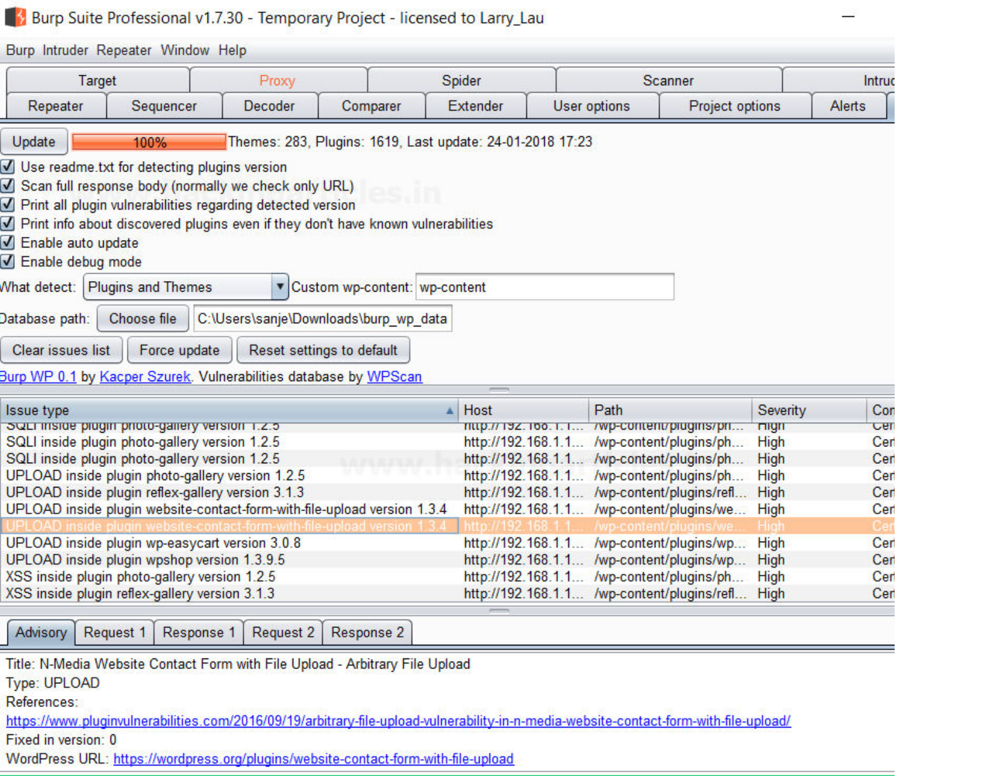 Burp Suite Professional v1.7.30 - Temporary Project - licensed to Larry_Lau
Burp Intruder Repeater Window Help
Target Proxy Spider Scanner
Repeater Sequencer Decoder Comparer Extender User options Project options Alerts
Update 100% Themes: 283, Plugins: 1619, Last update: 24-01-2018 17:23
Use readme.txt for detecting plugins version
Scan full response body (normally we check only URL)
Print all plugin vulnerabilities regarding detected version
Print info about discovered plugins even if they don't have known vulnerabilities
Enable auto update
Enable debug mode
What detect: Plugins and Themes Custom wp-content: wp-content
Database path: Choose file C:\Users\sanje\Downloads\burp_wp_data
Clear issues list Force update Reset settings to default
Burp WP 0.1 by Kacper Szurek. Vulnerabilities database by WPScan
Issue type Host Path Severity
SQLI inside plugin photo-gallery version 1.2.5 http://192.168.1.1... /wp-content/plugins/ph... High
SQLI inside plugin photo-gallery version 1.2.5 http://192.168.1.1... /wp-content/plugins/ph... High
SQLI inside plugin photo-gallery version 1.2.5 http://192.168.1.1... /wp-content/plugins/ph... High
UPLOAD inside plugin photo-gallery version 1.2.5 http://192.168.1.1... /wp-content/plugins/ph... High
UPLOAD inside plugin reflex-gallery version 3.1.3 http://192.168.1.1... /wp-content/plugins/refl... High
UPLOAD inside plugin website-contact-form-with-file-upload version 1.3.4 http://192.168.1.1... /wp-content/plugins/we... High
UPLOAD inside plugin website-contact-form-with-file-upload version 1.3.4 http://192.168.1.1... /wp-content/plugins/we... High
UPLOAD inside plugin wp-easycart version 3.0.8 http://192.168.1.1... /wp-content/plugins/wp... High
UPLOAD inside plugin wpshop version 1.3.9.5 http://192.168.1.1... /wp-content/plugins/wp... High
XSS inside plugin photo-gallery version 1.2.5 http://192.168.1.1... /wp-content/plugins/ph... High
XSS inside plugin reflex-gallery version 3.1.3 http://192.168.1.1... /wp-content/plugins/refl... High
Advisory Request 1 Response 1 Request 2 Response 2
Title: N-Media Website Contact Form with File Upload - Arbitrary File Upload
Type: UPLOAD
References:
https://www.pluginvulnerabilities.com/2016/09/19/arbitrary-file-upload-vulnerability-in-n-media-website-contact-form-with-file-upload/
Fixed in version: 0
WordPress URL: https://wordpress.org/plugins/website-contact-form-with-file-upload